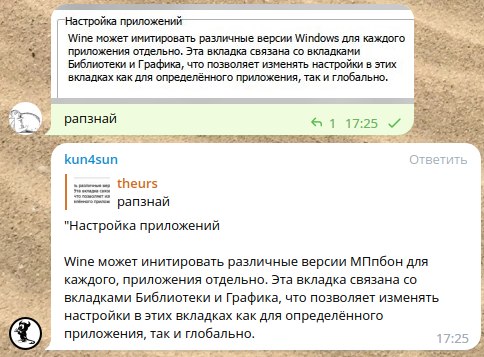 Настройка приложений
Wine может имитировать различные версии Windows для каждого
приложения отдельно. Эта вкладка связана со вкладками
Библиотеки и Графика, что позволяет изменять настройки в этих
вкладках как для определённого приложения, так и глобально.
рапзнай
1 17:25
kun4sun
Ответить
theurs
рапзнай
"Настройка приложений
Wine может инитировать различные версии МПпбон для
каждого, приложения отдельно. Эта вкладка связана со
вкладками Библиотеки и Графика, что позволяет изменять
настройки в этих вкладках как для определённого
приложения, так и глобально.
17:25